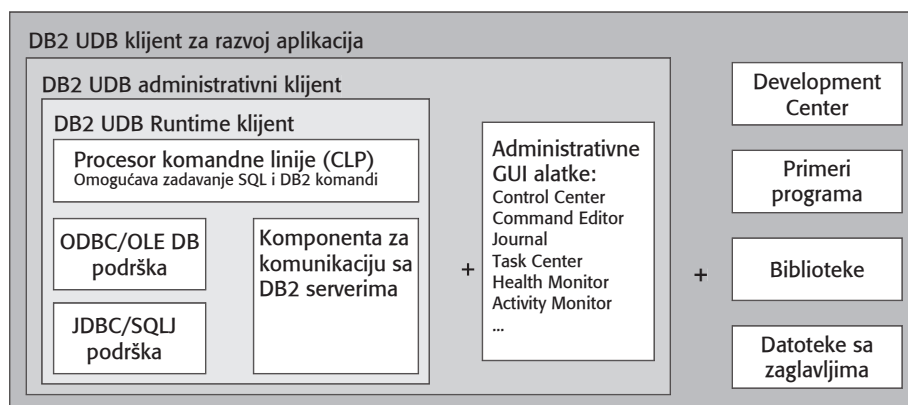 DB2 UDB klijent za razvoj aplikacija
DB2 UDB administrativni klijent
DB2 UDB Runtime klijent
Procesor komandne linije (CLP)
Omogućava zadavanje SQL i DB2 komandi
ODBC/OLE DB
podrška
JDBC/SQLJ
podrška
Komponenta za
komunikaciju sa
DB2 serverima
+
Administrativne
GUI alatke:
Control Center
Command Editor
Journal
Task Center
Health Monitor
Activity Monitor
...
+
Development
Center
Primeri
programa
Biblioteke
Datoteke sa
zaglavljima